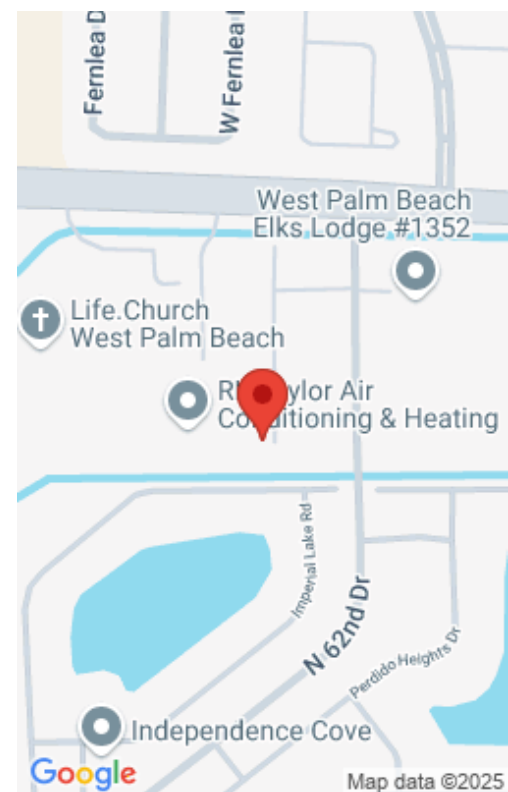 Fernlea D
W Fernlea
West Palm Beach
Elks Lodge #1352
Life.Church
West Palm Beach
ylor Air
Conditioning & Heating
Imperial Lake Rd
N 62nd Dr
Perdido Heights Dr
Independence Cove
Google
Map data ©2025